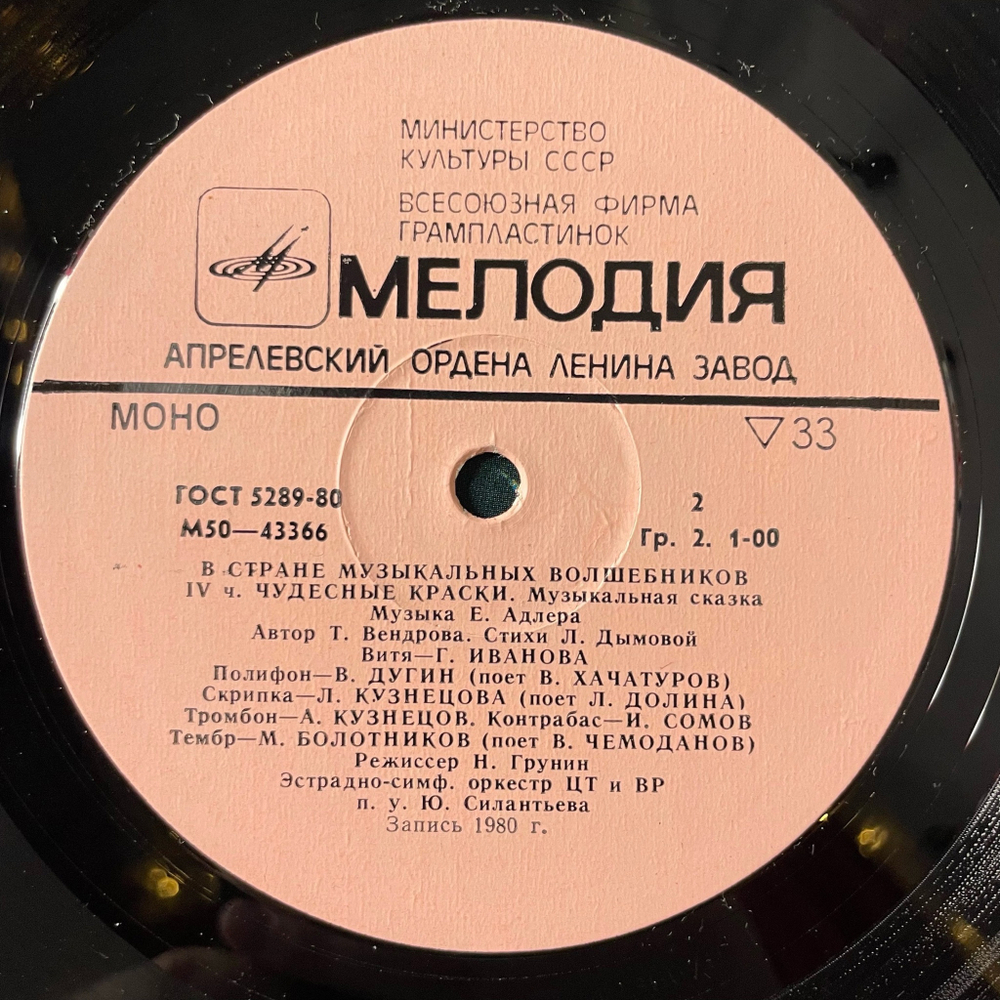 МИНИСТЕРСТВО
КУЛЬТУРЫ СССР
ВСЕСОЮЗНАЯ ФИРМА
ГРАМПЛАСТИНОК
МЕЛОДИЯ
АПРЕЛЕВСКИЙ ОРДЕНА ЛЕНИНА ЗАВОД
МОНО ▽33
ГОСТ 5289-80 2
М50—43366 Гр. 2. 1-00
В СТРАНЕ МУЗЫКАЛЬНЫХ ВОЛШЕБНИКОВ
IV ч. ЧУДЕСНЫЕ КРАСКИ. Музыкальная сказка
Музыка Е. Адлера
Автор Т. Вендрова. Стихи Л. Дымовой
Витя—Г. ИВАНОВА
Полифон—В. ДУГИН (поет В. ХАЧАТУРОВ)
Скрипка—Л. КУЗНЕЦОВА (поет Л. ДОЛИНА)
Тромбон—А. КУЗНЕЦОВ. Контрабас—И. СОМОВ
Тембр—М. БОЛОТНИКОВ (поет В. ЧЕМОДАНОВ)
Режиссер Н. Грунин
Эстрадно-симф. оркестр ЦТ и ВР
п. у. Ю. Силантьева
Запись 1980 г.